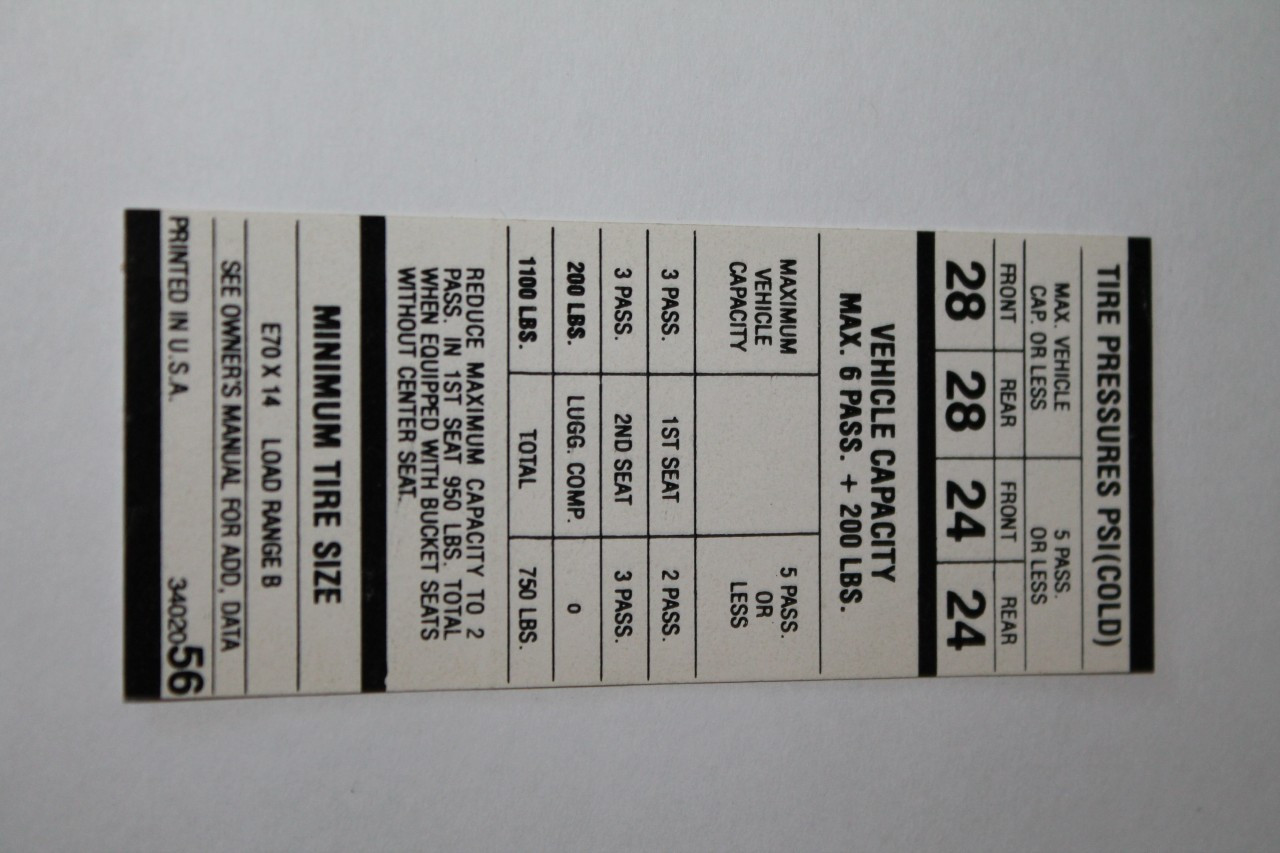 TIRE PRESSURES PSI(COLD)
MAX. VEHICLE CAP. OR LESS 5 PASS. OR LESS
FRONT REAR FRONT REAR
28 28 24 24
VEHICLE CAPACITY
MAX. 6 PASS. + 200 LBS.
MAXIMUM VEHICLE CAPACITY 5 PASS. OR LESS
3 PASS. 1ST SEAT 2 PASS.
3 PASS. 2ND SEAT 3 PASS.
200 LBS. LUGG. COMP. 0
1100 LBS. TOTAL 750 LBS.
REDUCE MAXIMUM CAPACITY TO 2
PASS. IN 1ST SEAT 950 LBS. TOTAL
WHEN EQUIPPED WITH BUCKET SEATS
WITHOUT CENTER SEAT.
MINIMUM TIRE SIZE
E70 X 14 LOAD RANGE B
SEE OWNER'S MANUAL FOR ADD. DATA
PRINTED IN U.S.A. 3402056